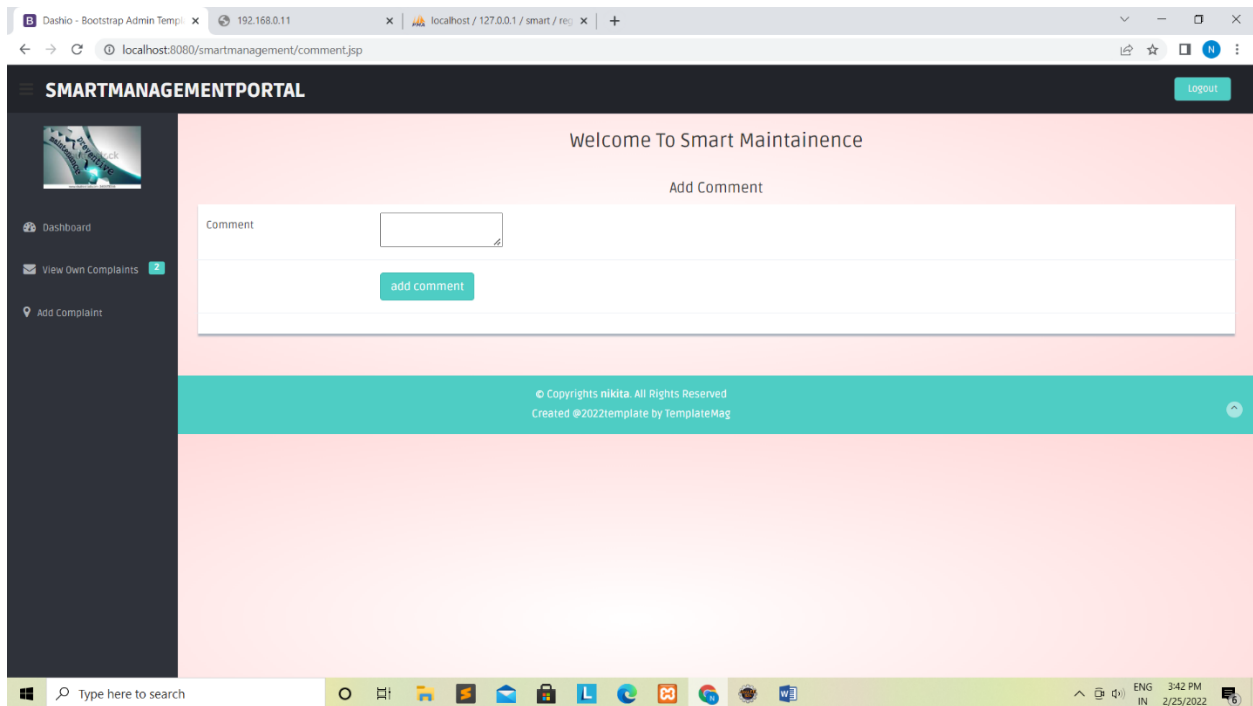 Dashio - Bootstrap Admin Templ
192.168.0.11
localhost / 127.0.0.1 / smart / reg
localhost:8080/smartmanagement/comment.jsp
N
SMARTMANAGEMENTPORTAL
Logout
Preventive
maintenance
Welcome To Smart Maintainence
Add Comment
Dashboard
View Own Complaints 2
Add Complaint
Comment
add comment
© Copyrights nikita. All Rights Reserved
Created @2022template by TemplateMag
Type here to search
ENG
IN
3:42 PM
2/25/2022
6